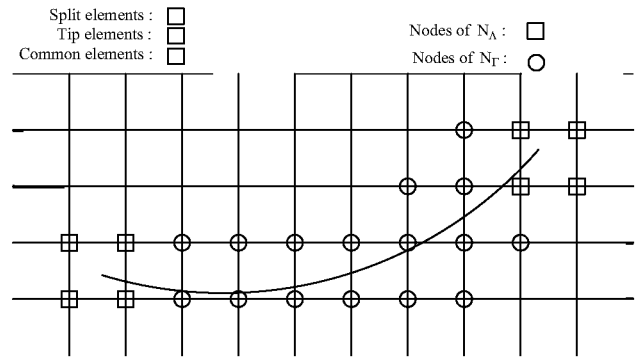 Split elements :
Tip elements :
Common elements :
Nodes of N_Λ :
Nodes of N_Γ :